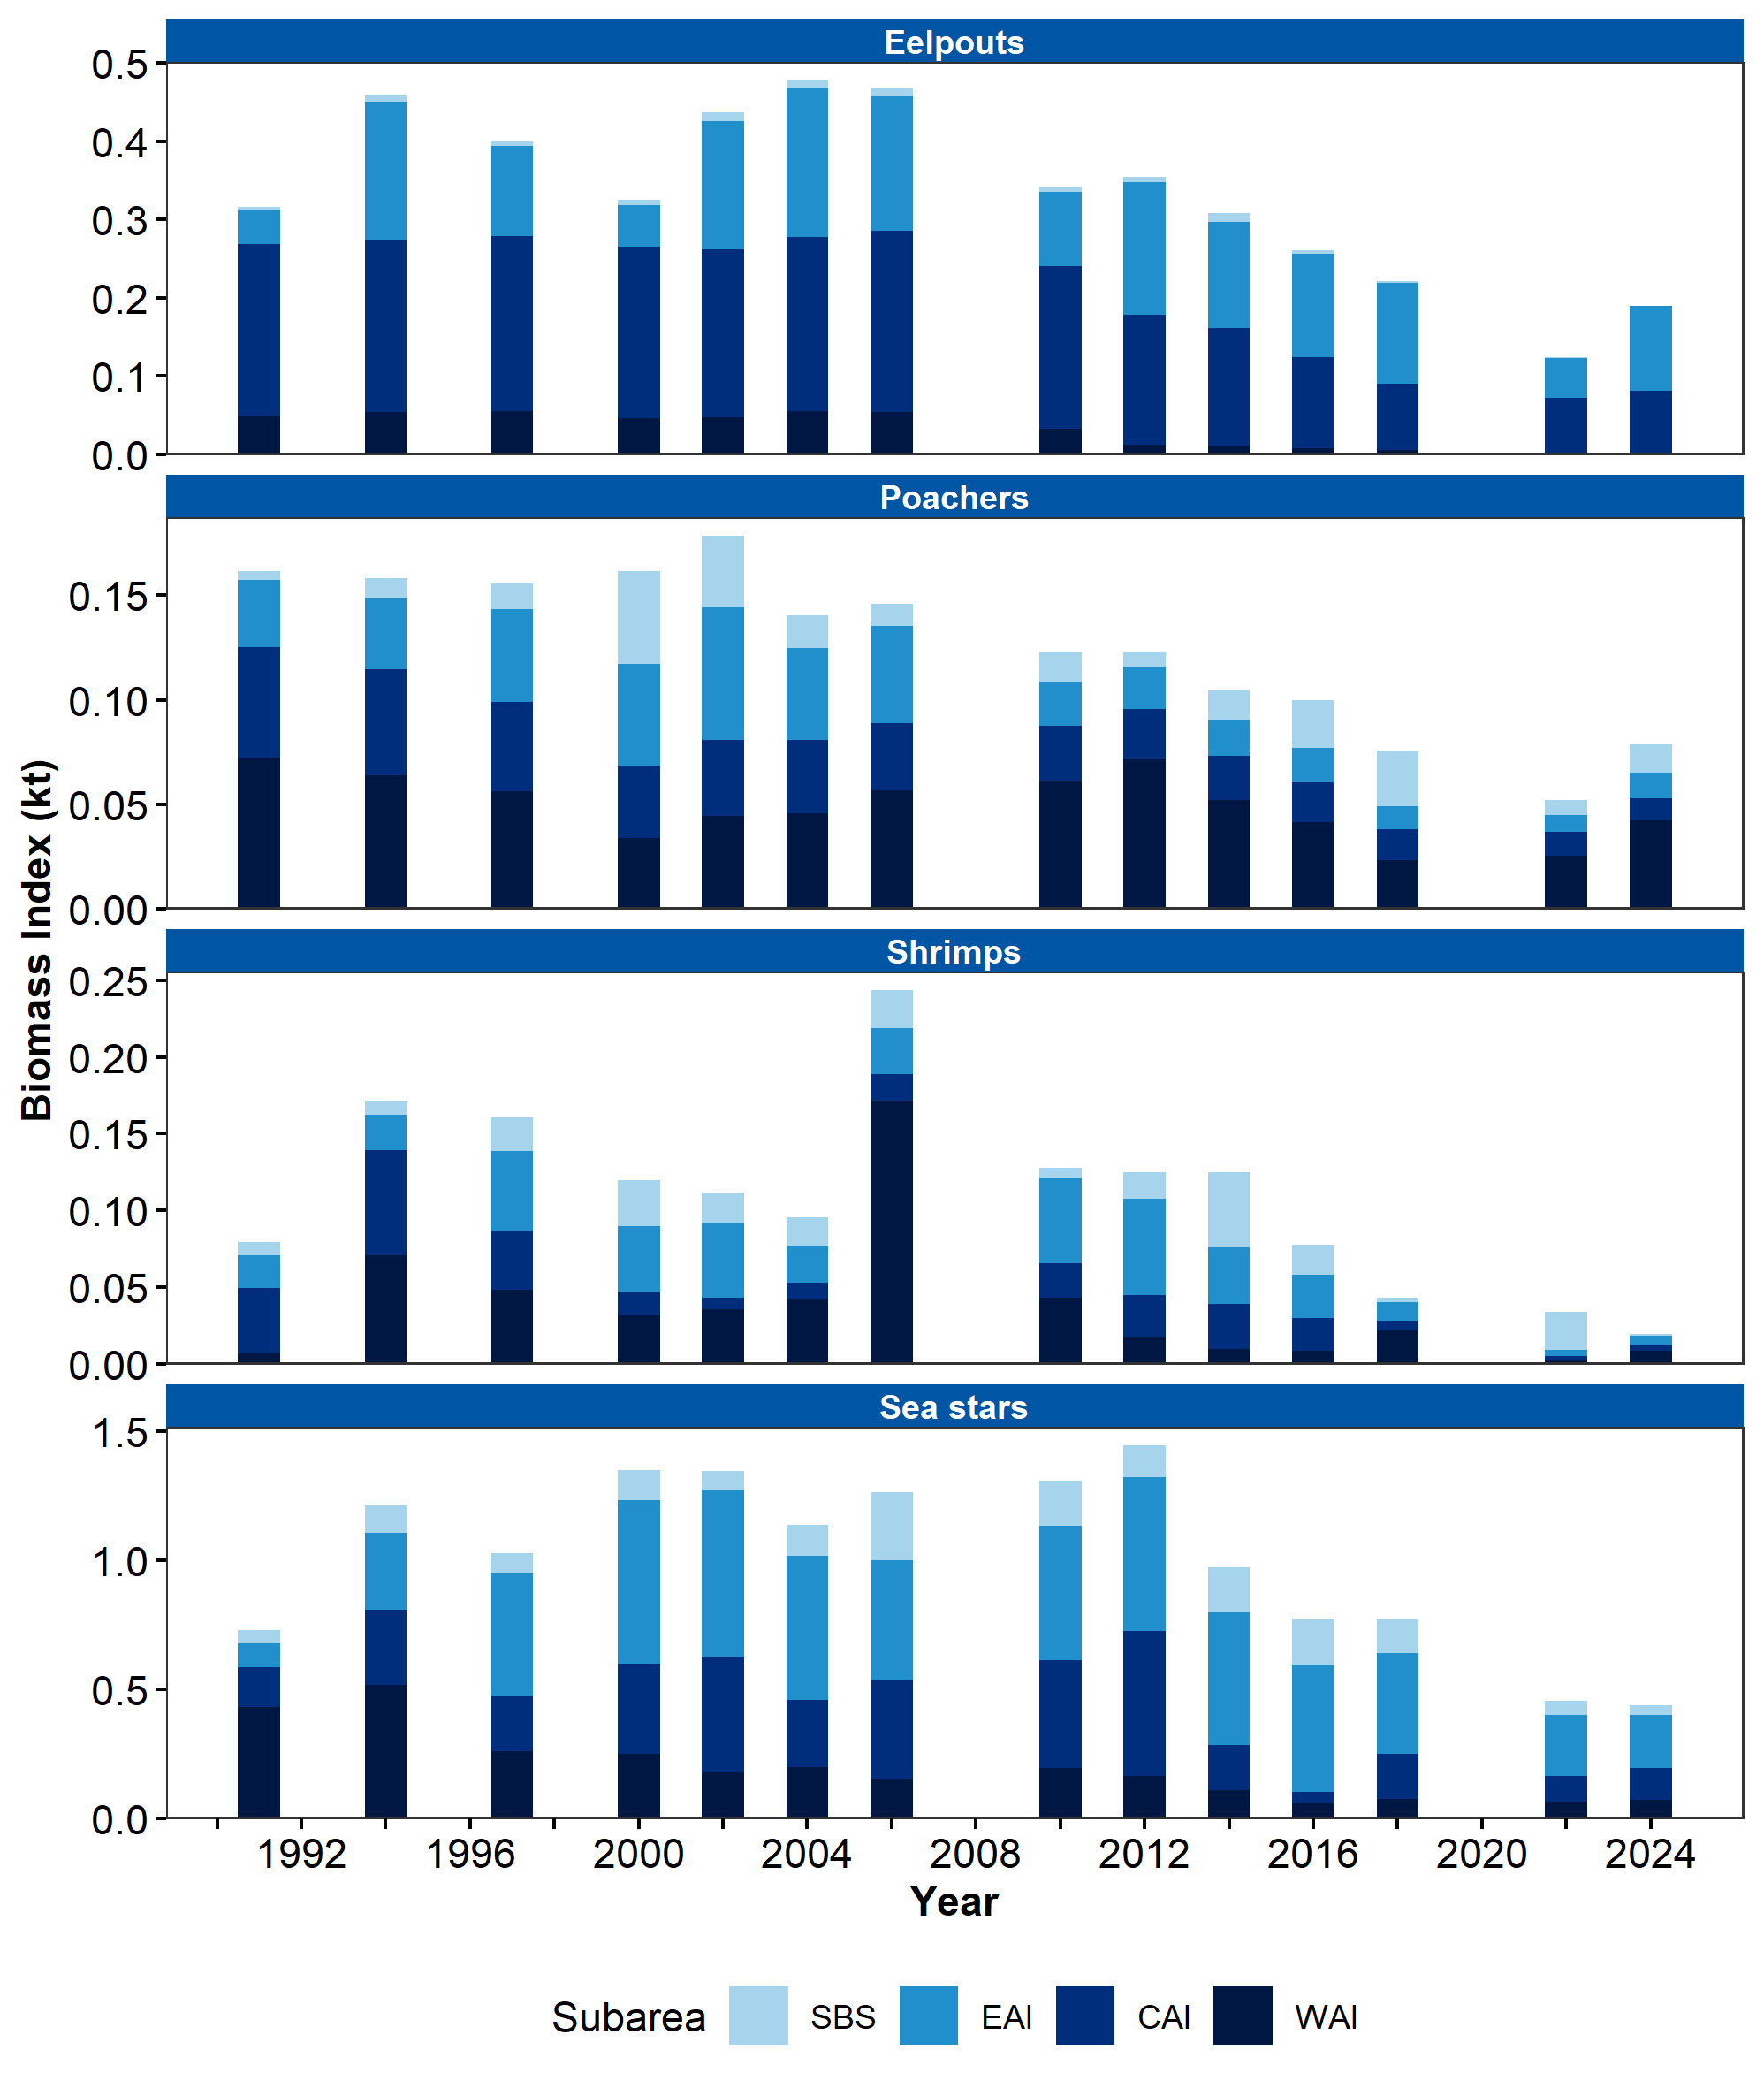 Eelpouts
0.5
0.4
0.3
0.2
0.1
0.0
Poachers
0.15
0.10
0.05
0.00
Biomass Index (kt)
Shrimps
0.25
0.20
0.15
0.10
0.05
0.00
Sea stars
1.5
1.0
0.5
0.0
1992 1996 2000 2004 2008 2012 2016 2020 2024
Year
Subarea SBS EAI CAI WAI